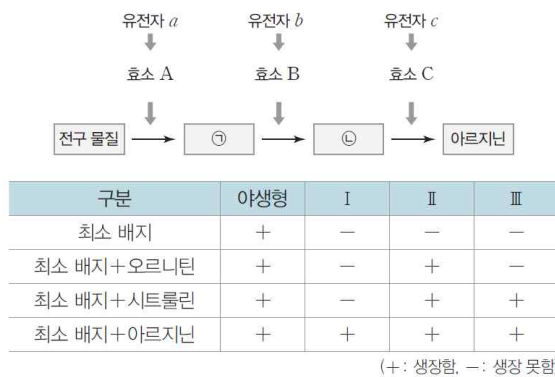 유전자 a 유전자 b 유전자 c
효소 A 효소 B 효소 C
전구 물질 ㉠ ㉡ 아르지닌
구분 야생형 Ⅰ Ⅱ Ⅲ
최소 배지 + － － －
최소 배지+오르니틴 + － + －
최소 배지+시트룰린 + － + +
최소 배지+아르지닌 + + + +
(+: 생장함, －: 생장 못함